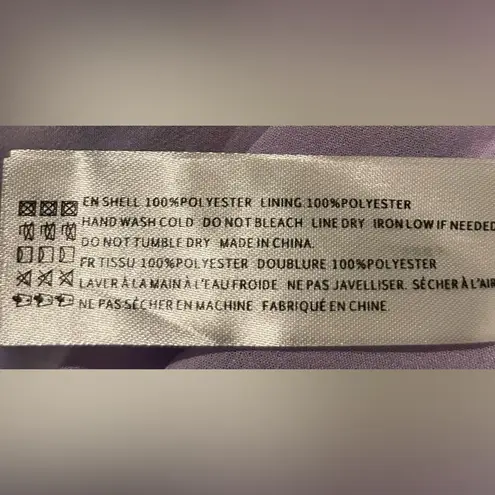 EN SHELL 100%POLYESTER LINING 100%POLYESTER
HAND WASH COLD DO NOT BLEACH LINE DRY IRON LOW IF NEEDED
DO NOT TUMBLE DRY MADE IN CHINA.
FR TISSU 100%POLYESTER DOUBLURE 100%POLYESTER
LAVER À LA MAIN À L'EAU FROIDE. NE PAS JAVELLISER. SÉCHER À L'AIR
NE PAS SÉCHER EN MACHINE. FABRIQUÉ EN CHINE.